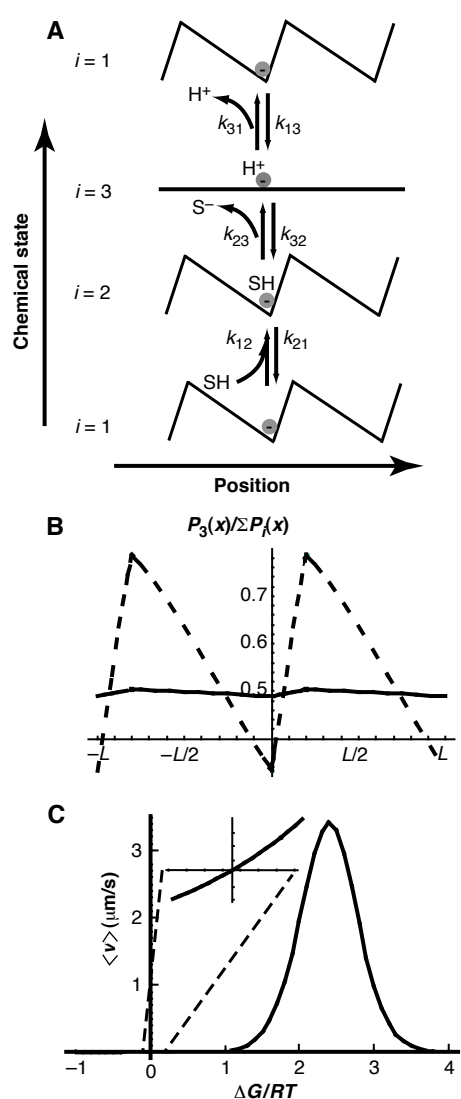 A
i = 1
-
H⁺
k₃₁ k₁₃
H⁺
-
i = 3
S⁻
k₂₃ k₃₂
SH
i = 2
-
k₁₂ k₂₁
SH
i = 1
-
Chemical state
Position
B
P₃(x)/ΣPᵢ(x)
0.7
0.6
0.5
–L –L/2 L/2 L
C
3
2
1
⟨v⟩ (μm/s)
–1 0 1 2 3 4
ΔG/RT